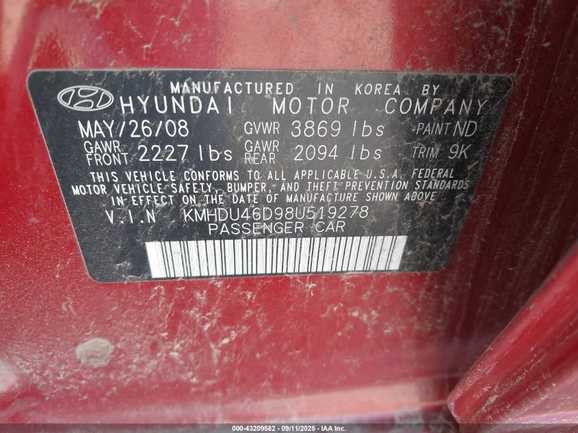 MANUFACTURED IN KOREA BY
HYUNDAI MOTOR COMPANY
MAY/26/08 GVWR 3869 lbs PAINT ND
GAWR FRONT 2227 lbs GAWR REAR 2094 lbs TRIM 9K
THIS VEHICLE CONFORMS TO ALL APPLICABLE U.S.A. FEDERAL
MOTOR VEHICLE SAFETY, BUMPER, AND THEFT PREVENTION STANDARDS
IN EFFECT ON THE DATE OF MANUFACTURE SHOWN ABOVE.
V.I.N KMHDU46D98U519278
PASSENGER CAR
000-43209582 - 09/11/2025 - IAA Inc.